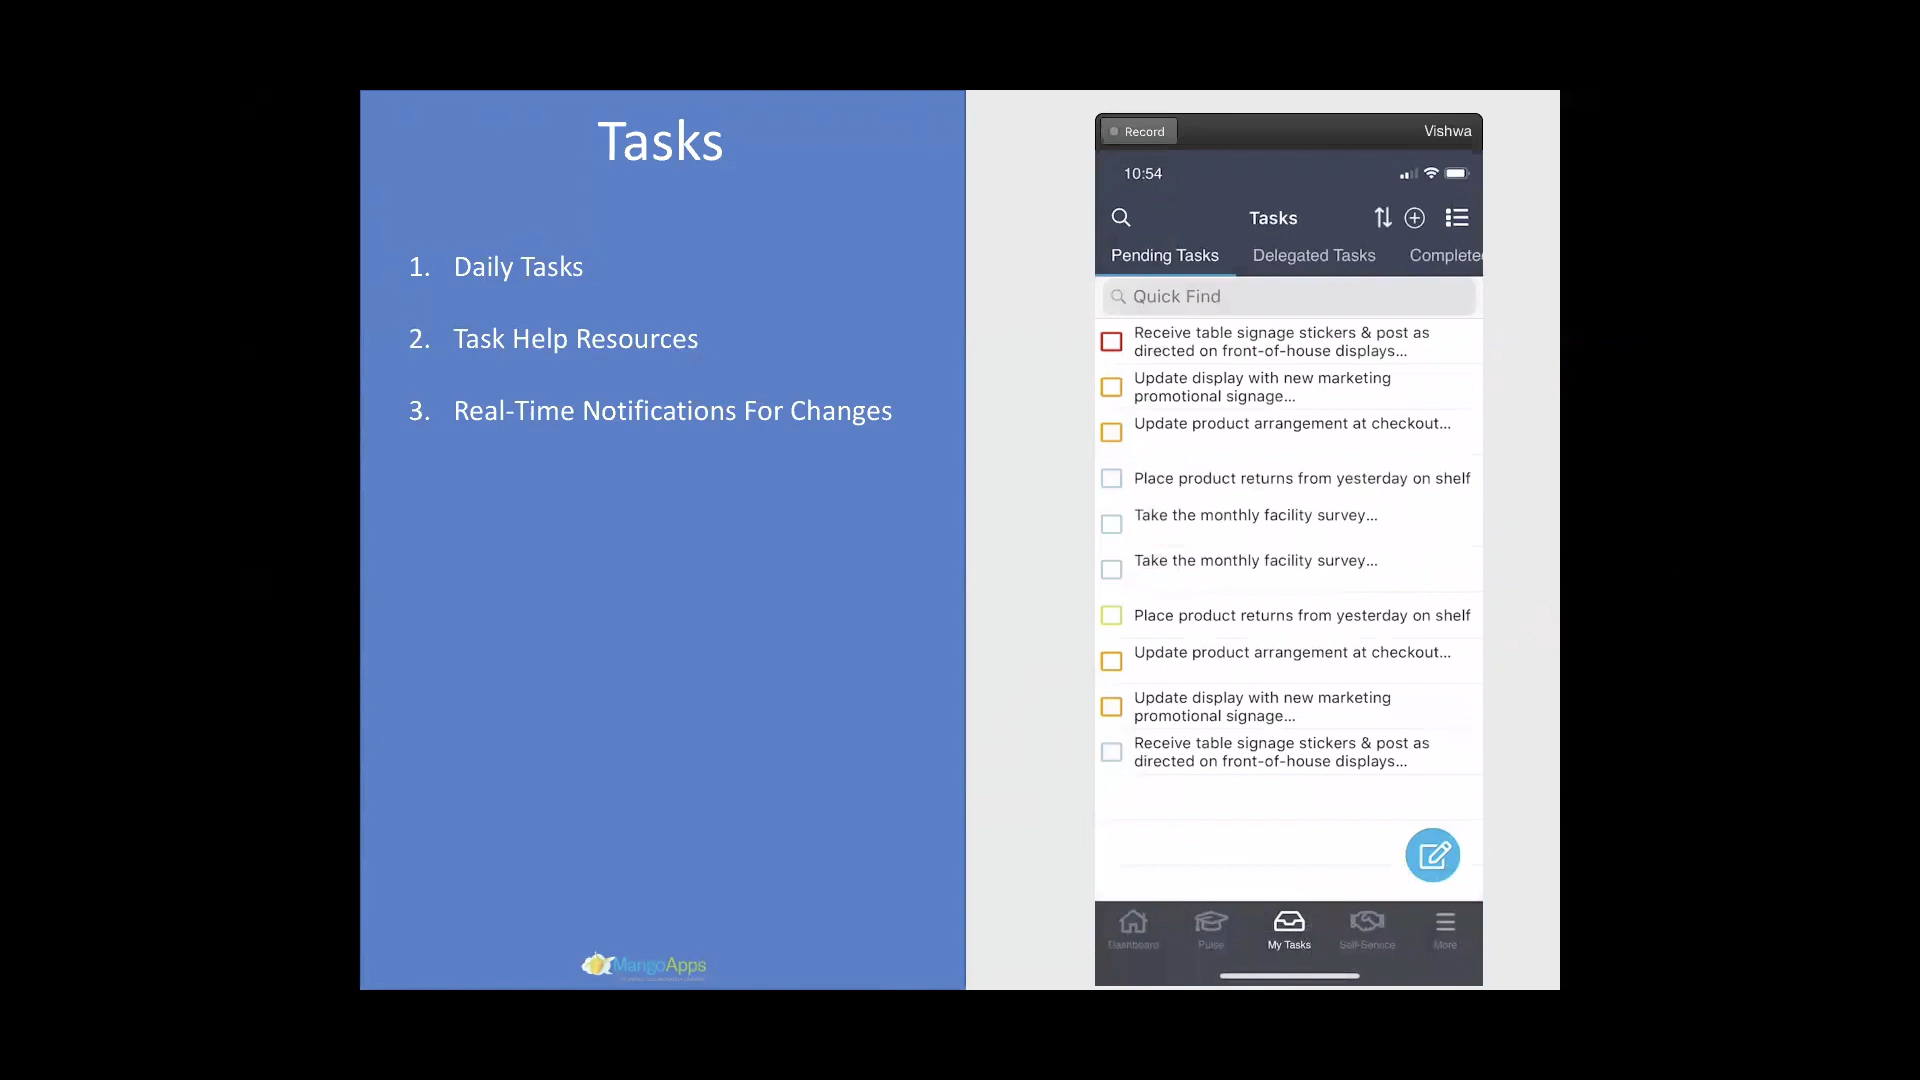 Tasks
1. Daily Tasks
2. Task Help Resources
3. Real-Time Notifications For Changes
MangoApps
Record
Vishwa
10:54
Tasks
Pending Tasks
Delegated Tasks
Complete
Quick Find
Receive table signage stickers & post as
directed on front-of-house displays...
Update display with new marketing
promotional signage...
Update product arrangement at checkout...
Place product returns from yesterday on shelf
Take the monthly facility survey...
Take the monthly facility survey...
Place product returns from yesterday on shelf
Update product arrangement at checkout...
Update display with new marketing
promotional signage...
Receive table signage stickers & post as
directed on front-of-house displays...
Dashboard
Pulse
My Tasks
Self-Service
More